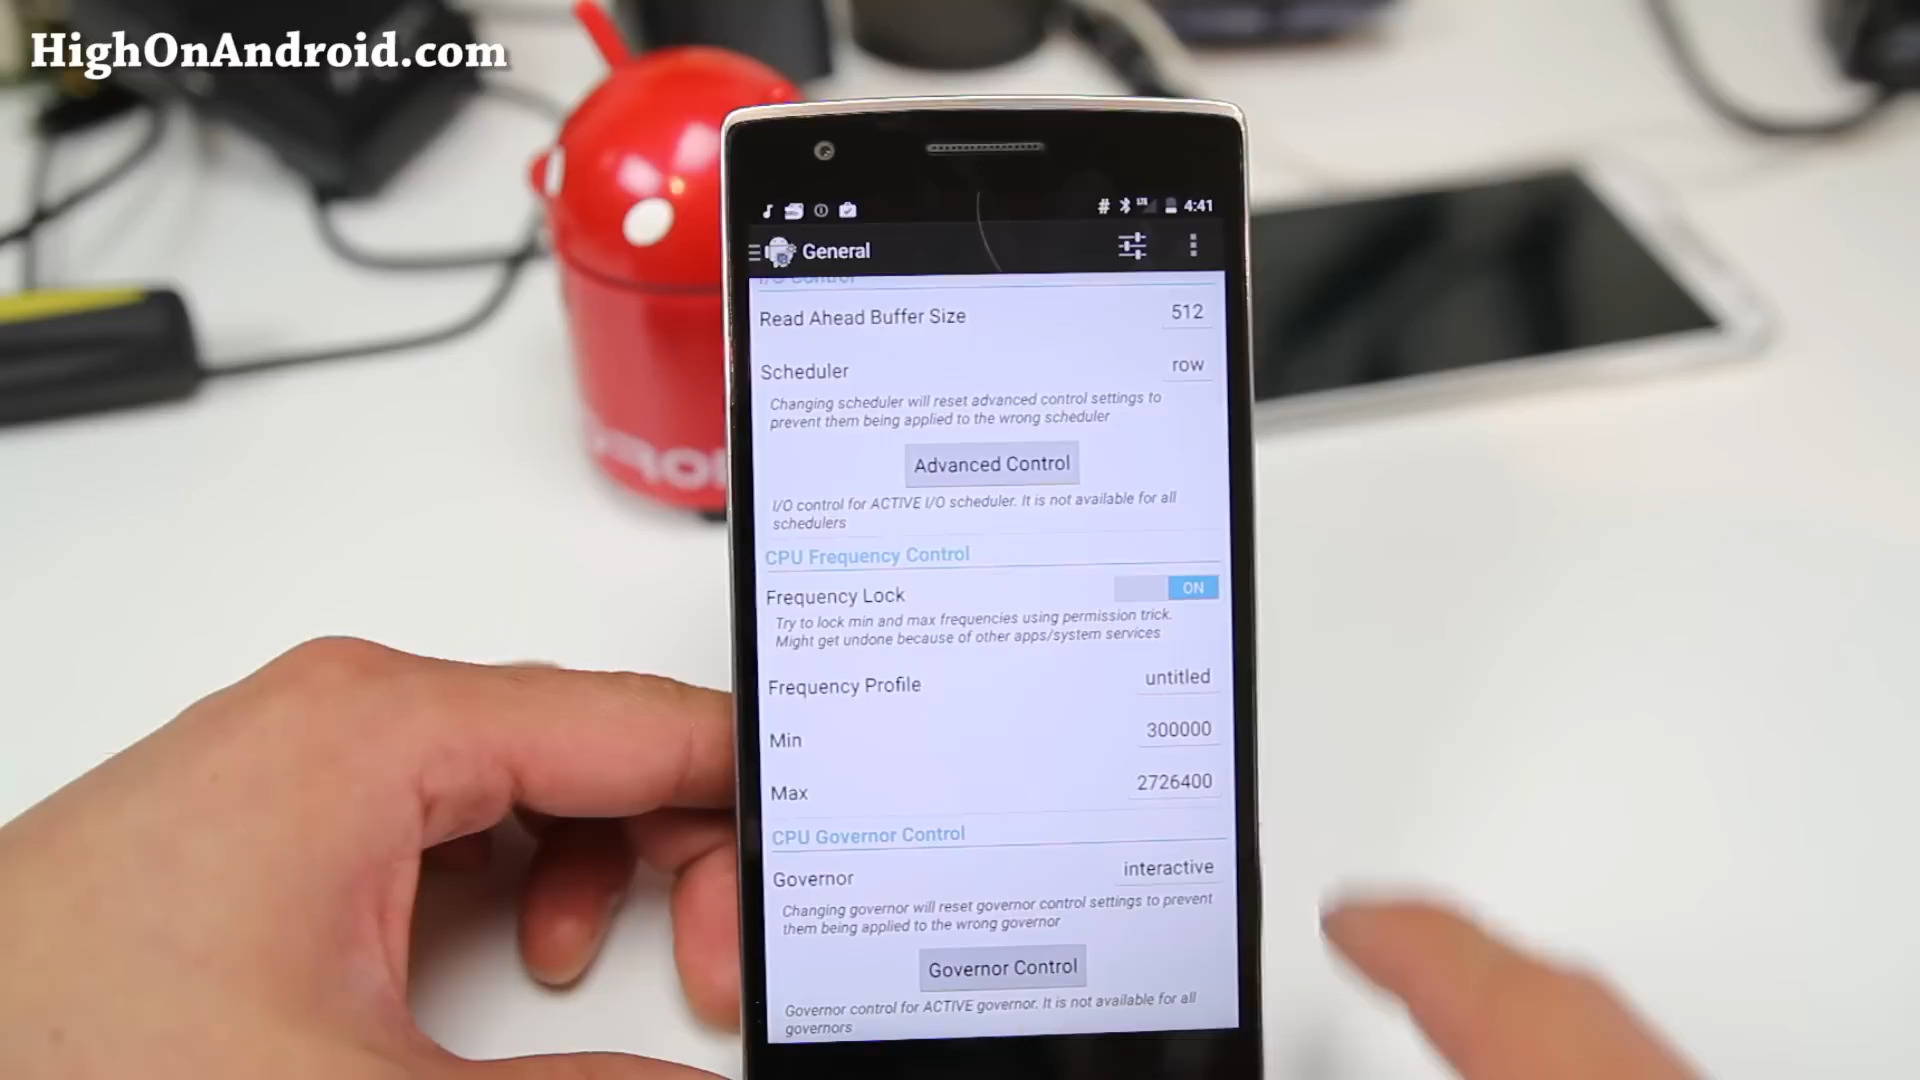 HighOnAndroid.com
4:41
General
I/O Control
Read Ahead Buffer Size 512
Scheduler row
Changing scheduler will reset advanced control settings to
prevent them being applied to the wrong scheduler
Advanced Control
I/O control for ACTIVE I/O scheduler. It is not available for all
schedulers
CPU Frequency Control
Frequency Lock ON
Try to lock min and max frequencies using permission trick.
Might get undone because of other apps/system services
Frequency Profile untitled
Min 300000
Max 2726400
CPU Governor Control
Governor interactive
Changing governor will reset governor control settings to prevent
them being applied to the wrong governor
Governor Control
Governor control for ACTIVE governor. It is not available for all
governors